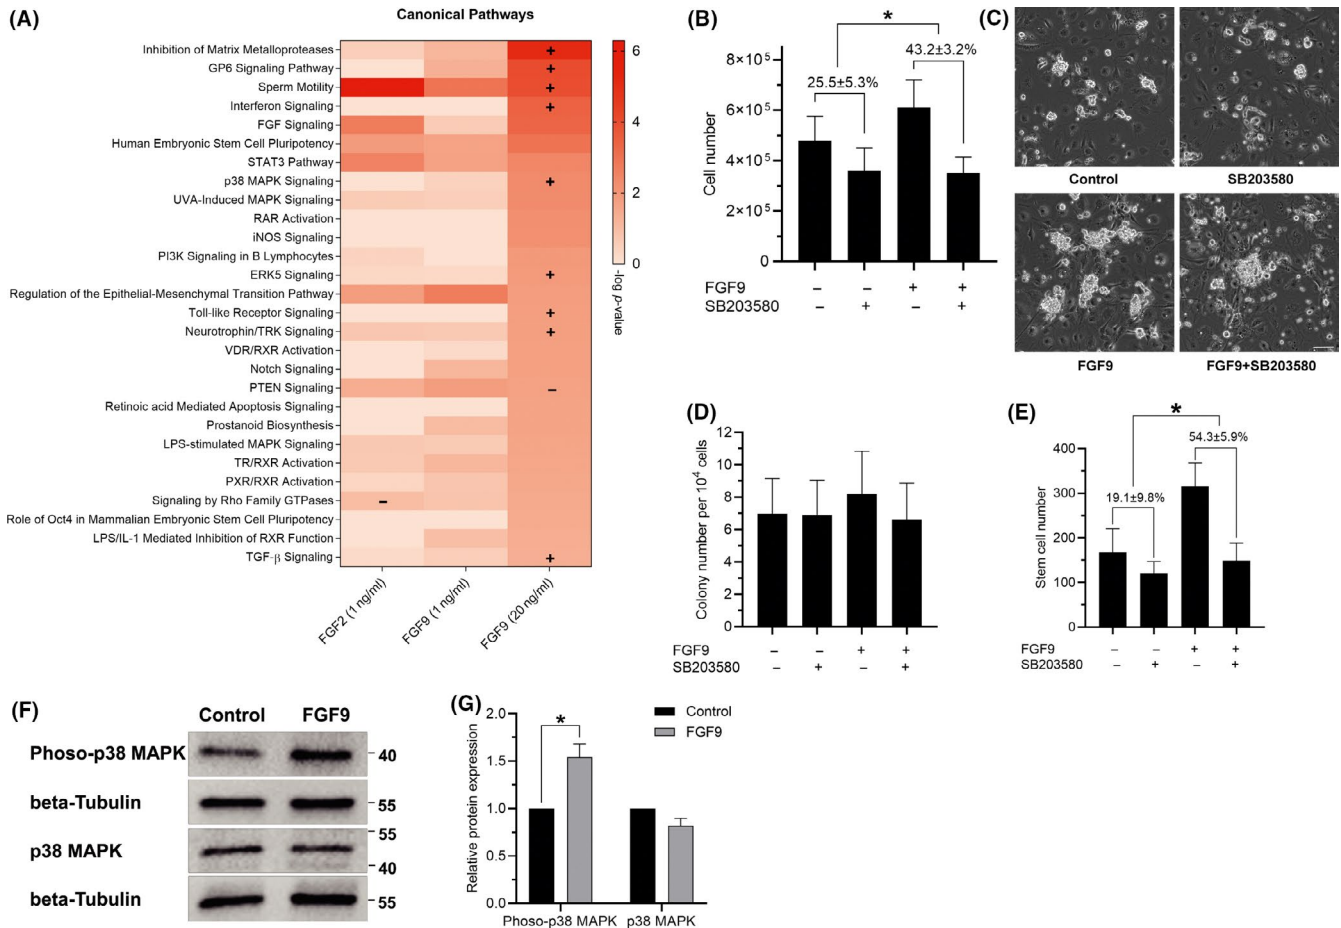 (A)
Canonical Pathways
Inhibition of Matrix Metalloproteases
GP6 Signaling Pathway
Sperm Motility
Interferon Signaling
FGF Signaling
Human Embryonic Stem Cell Pluripotency
STAT3 Pathway
p38 MAPK Signaling
UVA-Induced MAPK Signaling
RAR Activation
iNOS Signaling
PI3K Signaling in B Lymphocytes
ERK5 Signaling
Regulation of the Epithelial-Mesenchymal Transition Pathway
Toll-like Receptor Signaling
Neurotrophin/TRK Signaling
VDR/RXR Activation
Notch Signaling
PTEN Signaling
Retinoic acid Mediated Apoptosis Signaling
Prostanoid Biosynthesis
LPS-stimulated MAPK Signaling
TR/RXR Activation
PXR/RXR Activation
Signaling by Rho Family GTPases
Role of Oct4 in Mammalian Embryonic Stem Cell Pluripotency
LPS/IL-1 Mediated Inhibition of RXR Function
TGF-β Signaling
+
+
+
+
+
+
+
+
–
–
+
FGF2 (1 ng/ml)
FGF9 (1 ng/ml)
FGF9 (20 ng/ml)
6
4
2
0
-log p-value
(B)
*
43.2±3.2%
25.5±5.3%
8×10⁵
6×10⁵
4×10⁵
2×10⁵
0
Cell number
FGF9 – – + +
SB203580 – + – +
(C)
Control
SB203580
FGF9
FGF9+SB203580
(D)
12
10
8
6
4
2
0
Colony number per 10⁴ cells
FGF9 – – + +
SB203580 – + – +
(E)
*
54.3±5.9%
19.1±9.8%
400
300
200
100
0
Stem cell number
FGF9 – – + +
SB203580 – + – +
(F)
Control FGF9
Phoso-p38 MAPK 40
beta-Tubulin 55
55
p38 MAPK
40
beta-Tubulin 55
(G)
2.0
1.5
1.0
0.5
0.0
Relative protein expression
*
Control
FGF9
Phoso-p38 MAPK p38 MAPK